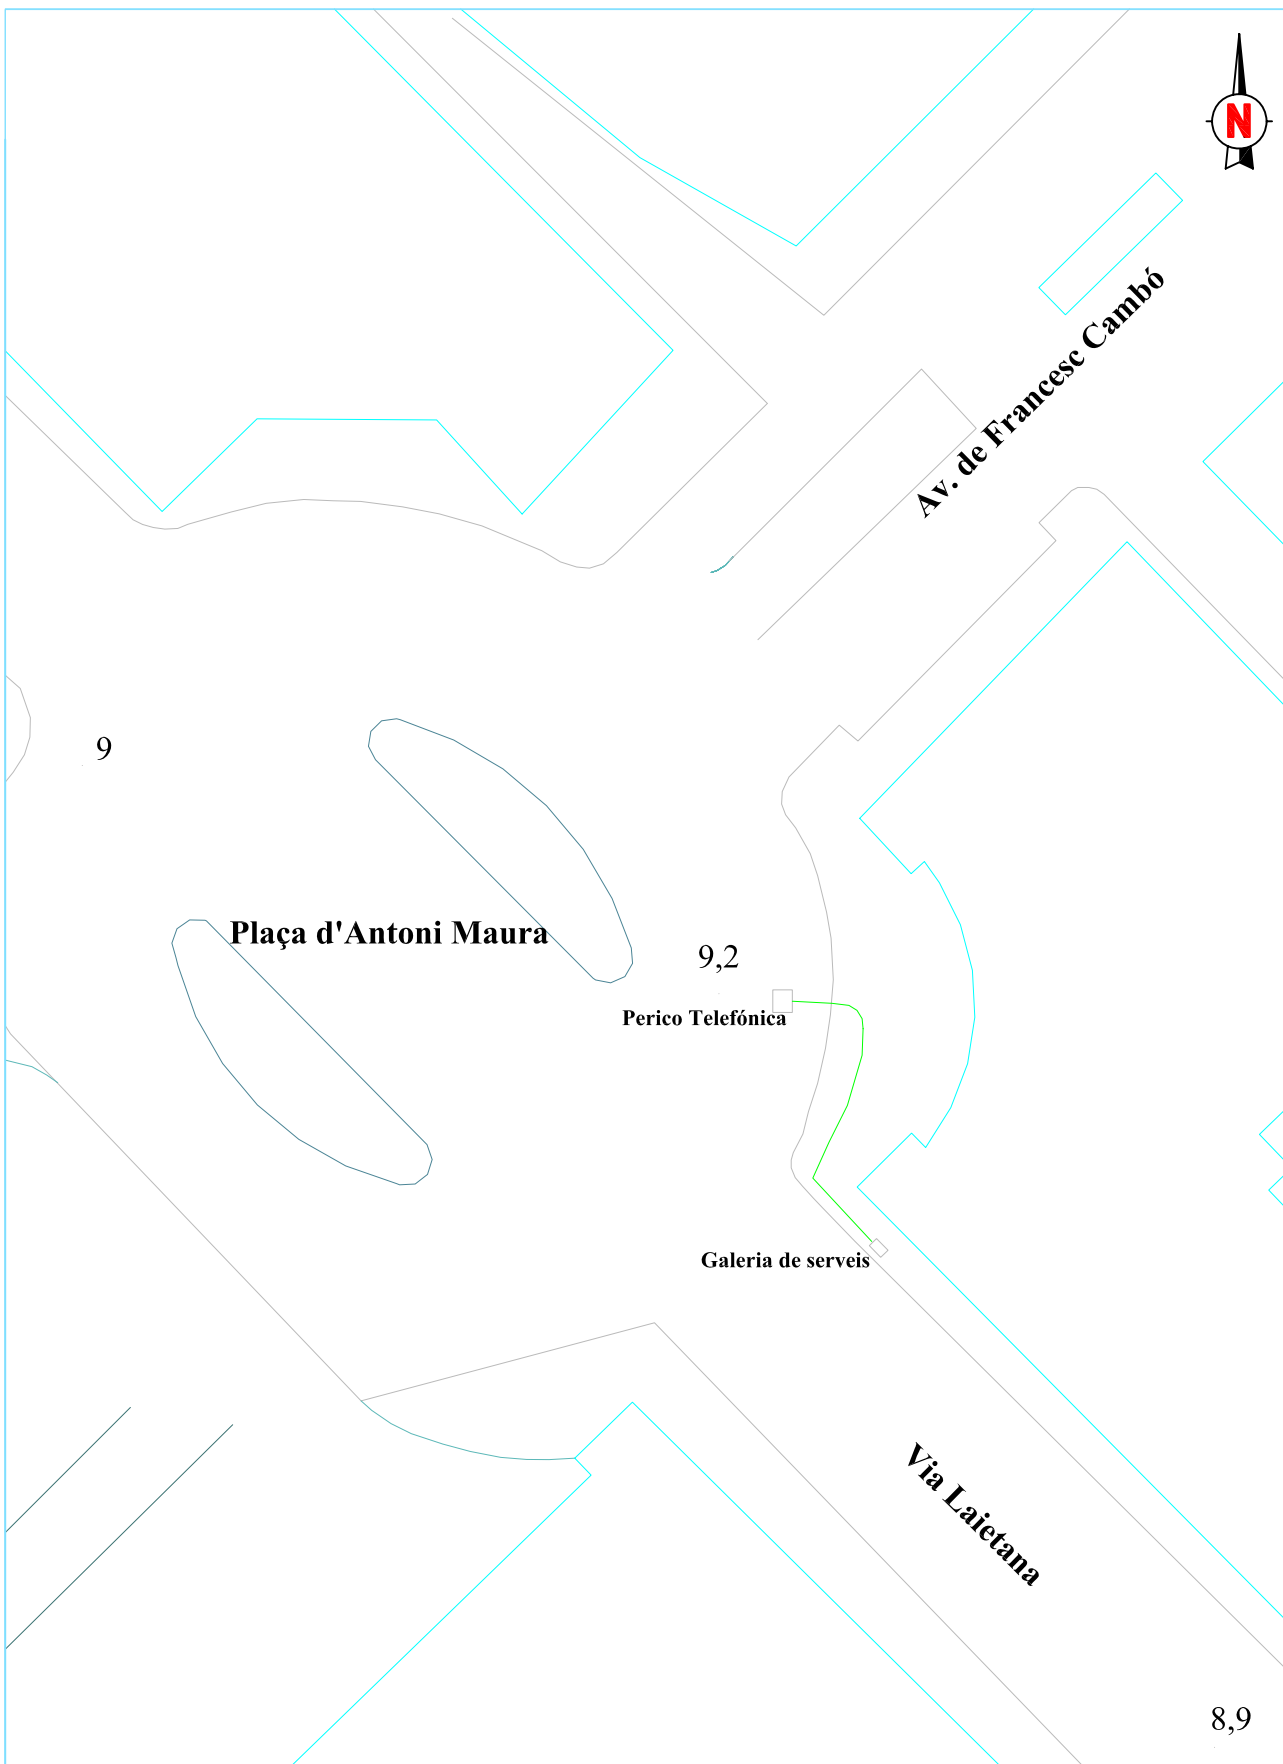 N
Av. de Francesc Cambó
9
Plaça d'Antoni Maura
9,2
Perico Telefónica
Galeria de serveis
Via Laietana
8,9